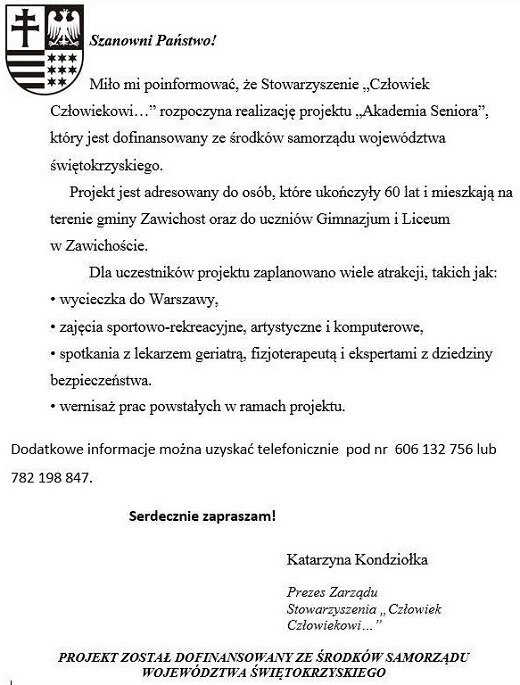 Szanowni Państwo!
Miło mi poinformować, że Stowarzyszenie „Człowiek
Człowiekowi…” rozpoczyna realizację projektu „Akademia Seniora”,
który jest dofinansowany ze środków samorządu województwa
świętokrzyskiego.
Projekt jest adresowany do osób, które ukończyły 60 lat i mieszkają na
terenie gminy Zawichost oraz do uczniów Gimnazjum i Liceum
w Zawichoście.
Dla uczestników projektu zaplanowano wiele atrakcji, takich jak:
• wycieczka do Warszawy,
• zajęcia sportowo-rekreacyjne, artystyczne i komputerowe,
• spotkania z lekarzem geriatrą, fizjoterapeutą i ekspertami z dziedziny
bezpieczeństwa.
• wernisaż prac powstałych w ramach projektu.
Dodatkowe informacje można uzyskać telefonicznie pod nr 606 132 756 lub
782 198 847.
Serdecznie zapraszam!
Katarzyna Kondziołka
Prezes Zarządu
Stowarzyszenia „Człowiek
Człowiekowi…”
PROJEKT ZOSTAŁ DOFINANSOWANY ZE ŚRODKÓW SAMORZĄDU
WOJEWÓDZTWA ŚWIĘTOKRZYSKIEGO